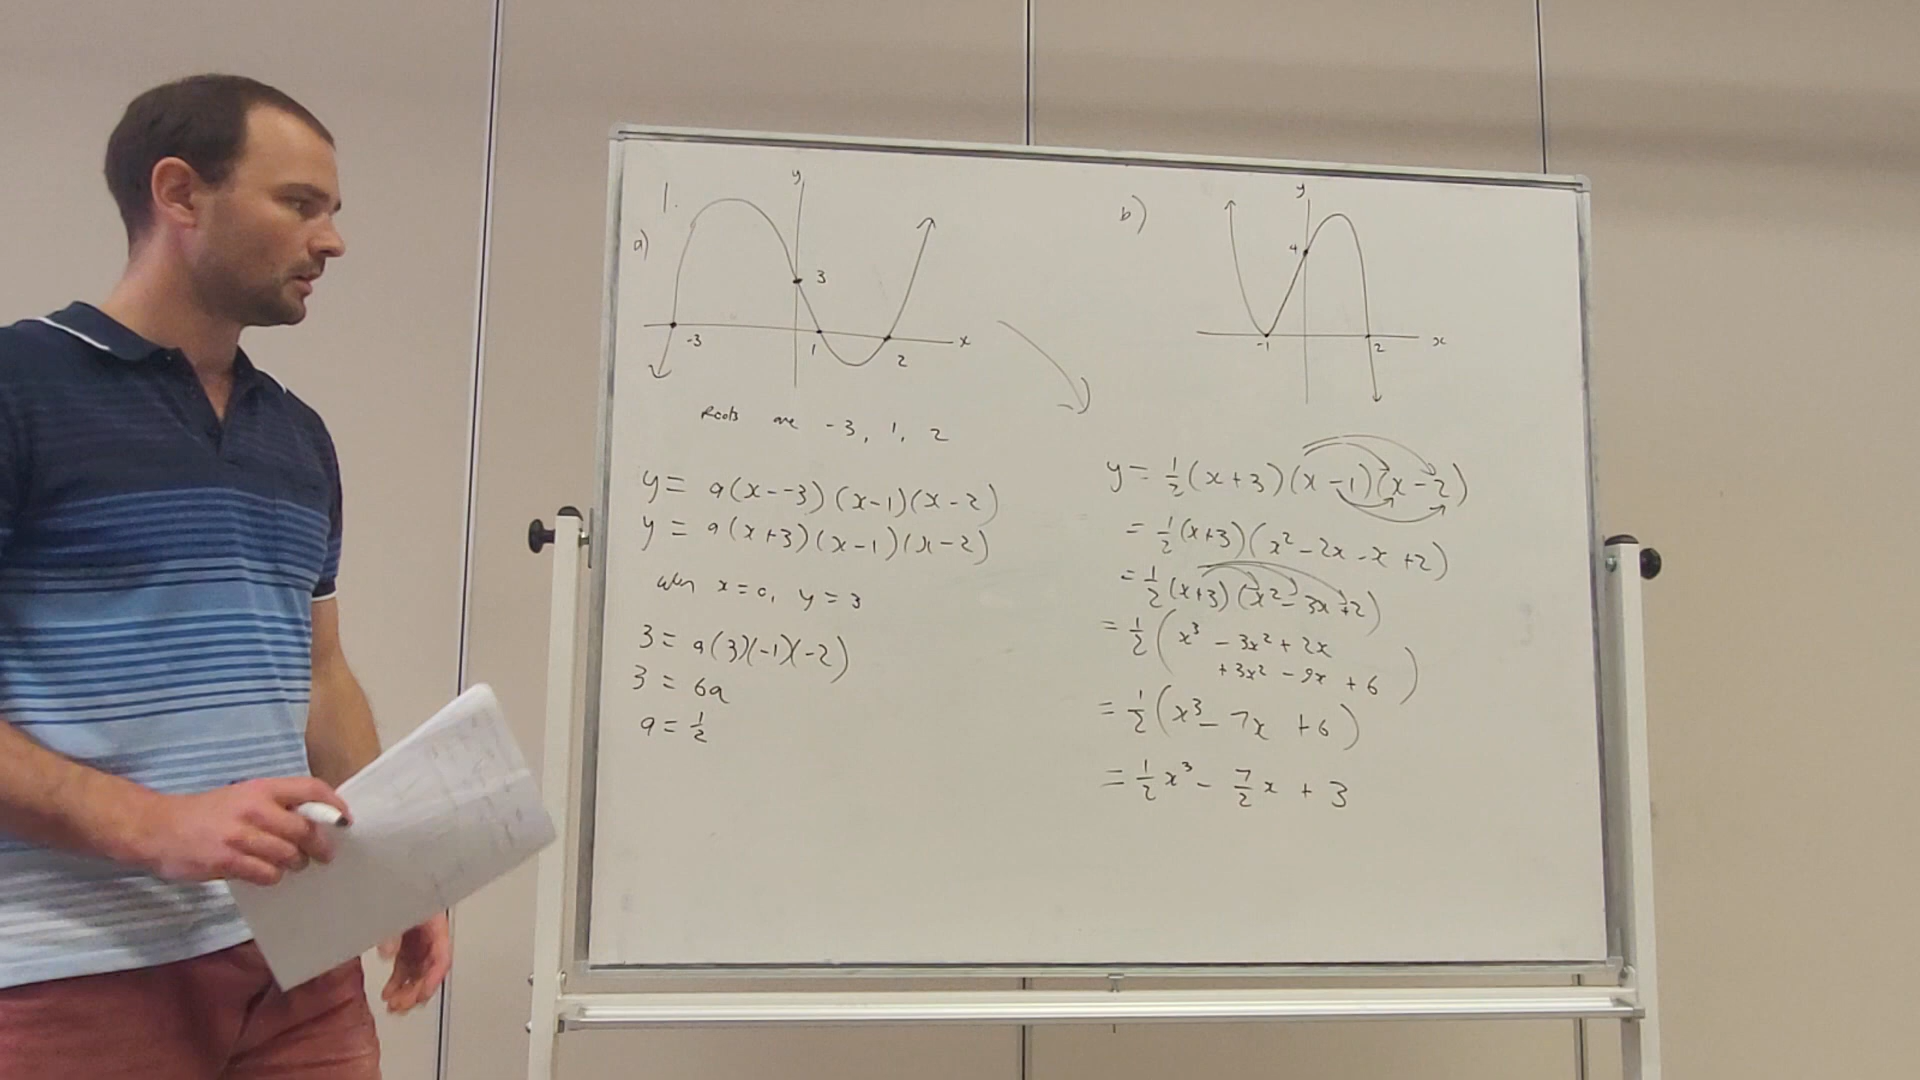 1.
a)
y
3
-3
1
2
x
Roots are -3, 1, 2
y = a(x--3)(x-1)(x-2)
y = a(x+3)(x-1)(x-2)
when x=0, y=3
3 = a(3)(-1)(-2)
3 = 6a
a = 1/2
b)
y
4
-1
2
x
y = 1/2(x+3)(x-1)(x-2)
= 1/2(x+3)(x²-2x-x+2)
= 1/2(x+3)(x²-3x+2)
= 1/2(x³ - 3x² + 2x
+3x² - 9x + 6)
= 1/2(x³ - 7x + 6)
= 1/2x³ - 7/2x + 3